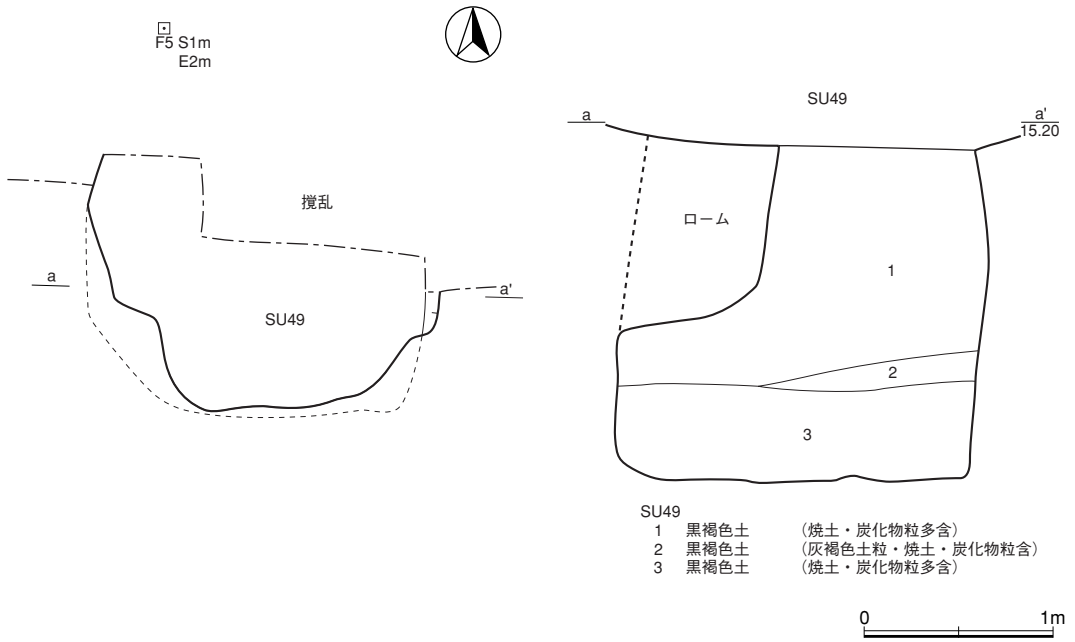 F5 S1m
E2m
撹乱
a
a'
SU49
SU49
a
a'
15.20
ローム
1
2
3
SU49
1 黒褐色土 （焼土・炭化物粒多含）
2 黒褐色土 （灰褐色土粒・焼土・炭化物粒含）
3 黒褐色土 （焼土・炭化物粒多含）
0 1m